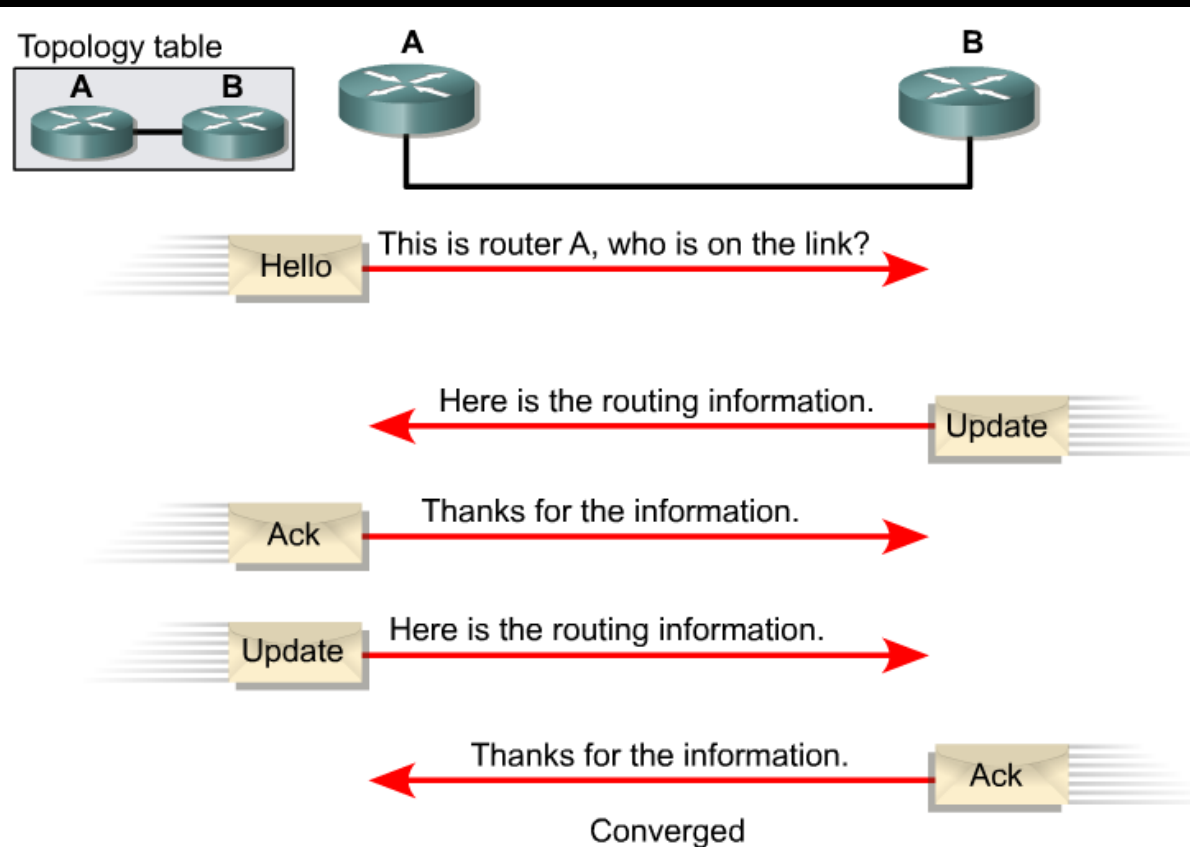 Topology table
A B
A
B
This is router A, who is on the link?
Hello
Here is the routing information.
Update
Thanks for the information.
Ack
Here is the routing information.
Update
Thanks for the information.
Ack
Converged